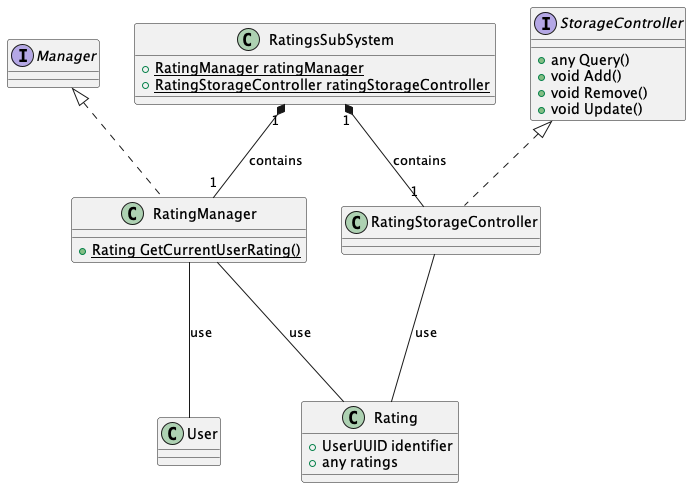 I Manager
C RatingsSubSystem
RatingManager ratingManager
RatingStorageController ratingStorageController
I StorageController
any Query()
void Add()
void Remove()
void Update()
1
1
contains
contains
1
1
C RatingManager
Rating GetCurrentUserRating()
C RatingStorageController
use
use
use
C User
C Rating
UserUUID identifier
any ratings